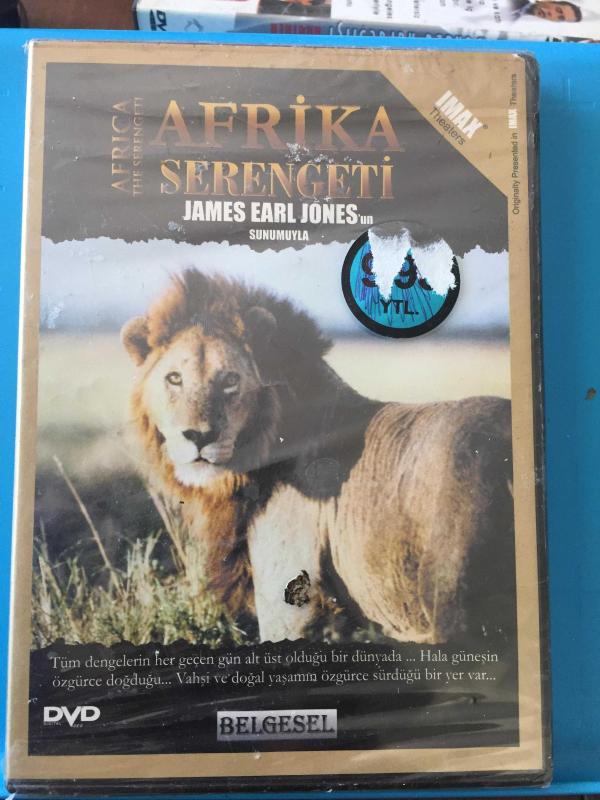 AFRICA
THE SERENGETI
AFRİKA
SERENGETİ
JAMES EARL JONES'un
SUNUMUYLA
IMAX®
Theaters
Originally Presented in IMAX Theaters
YTL.
Tüm dengelerin her geçen gün alt üst olduğu bir dünyada ... Hala güneşin
özgürce doğduğu... Vahşi ve doğal yaşamın özgürce sürdüğü bir yer var...
DVD
BELGESEL